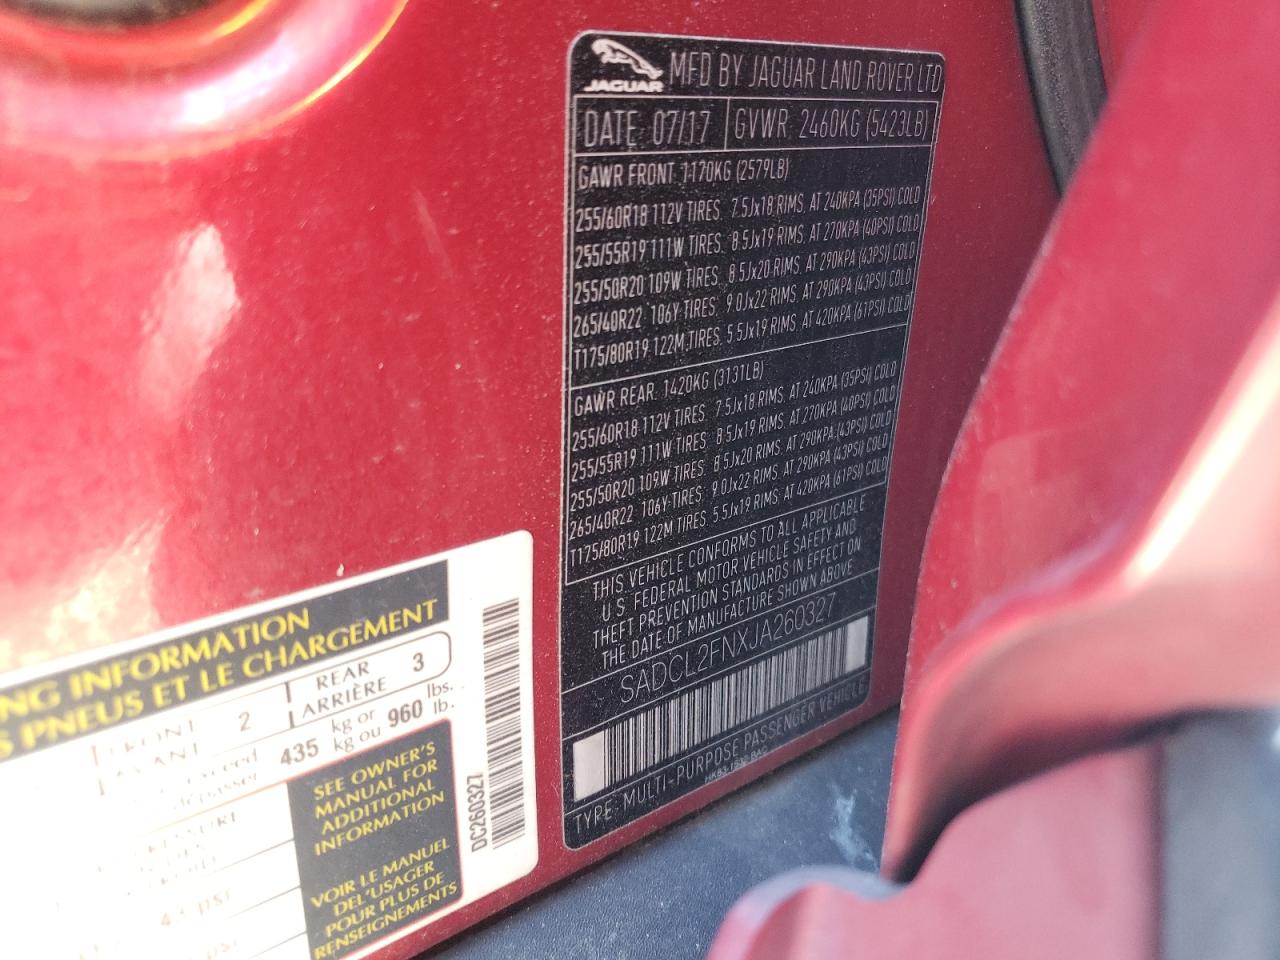 JAGUAR
MFD BY JAGUAR LAND ROVER LTD
DATE 07/17
GVWR 2460KG (5423LB)
GAWR FRONT 1170KG (2579LB)
255/60R18 112V TIRES, 7.5Jx18 RIMS, AT 240KPA (35PSI) COLD
255/55R19 111W TIRES, 8.5Jx19 RIMS, AT 270KPA (40PSI) COLD
255/50R20 109W TIRES, 8.5Jx20 RIMS, AT 290KPA (43PSI) COLD
265/40R22 106Y TIRES, 9.0Jx22 RIMS, AT 290KPA (43PSI) COLD
T175/80R19 122M TIRES, 5.5Jx19 RIMS, AT 420KPA (61PSI) COLD
GAWR REAR 1420KG (3131LB)
255/60R18 112V TIRES, 7.5Jx18 RIMS, AT 240KPA (35PSI) COLD
255/55R19 111W TIRES, 8.5Jx19 RIMS, AT 270KPA (40PSI) COLD
255/50R20 109W TIRES, 8.5Jx20 RIMS, AT 290KPA (43PSI) COLD
265/40R22 106Y TIRES, 9.0Jx22 RIMS, AT 290KPA (43PSI) COLD
T175/80R19 122M TIRES, 5.5Jx19 RIMS, AT 420KPA (61PSI) COLD
THIS VEHICLE CONFORMS TO ALL APPLICABLE
U.S FEDERAL MOTOR VEHICLE SAFETY AND
THEFT PREVENTION STANDARDS IN EFFECT ON
THE DATE OF MANUFACTURE SHOWN ABOVE
SADCL2FNXJA260327
TYPE: MULTI-PURPOSE PASSENGER VEHICLE
NG INFORMATION
S PNEUS ET LE CHARGEMENT
FRONT
AVANT
2
REAR
ARRIÈRE
3
exceed
dépasser
435
kg or
kg ou
960
lbs.
lb.
SEE OWNER'S
MANUAL FOR
ADDITIONAL
INFORMATION
VOIR LE MANUEL
DEL'USAGER
POUR PLUS DE
RENSEIGNEMENTS
psi
psi
DC260327